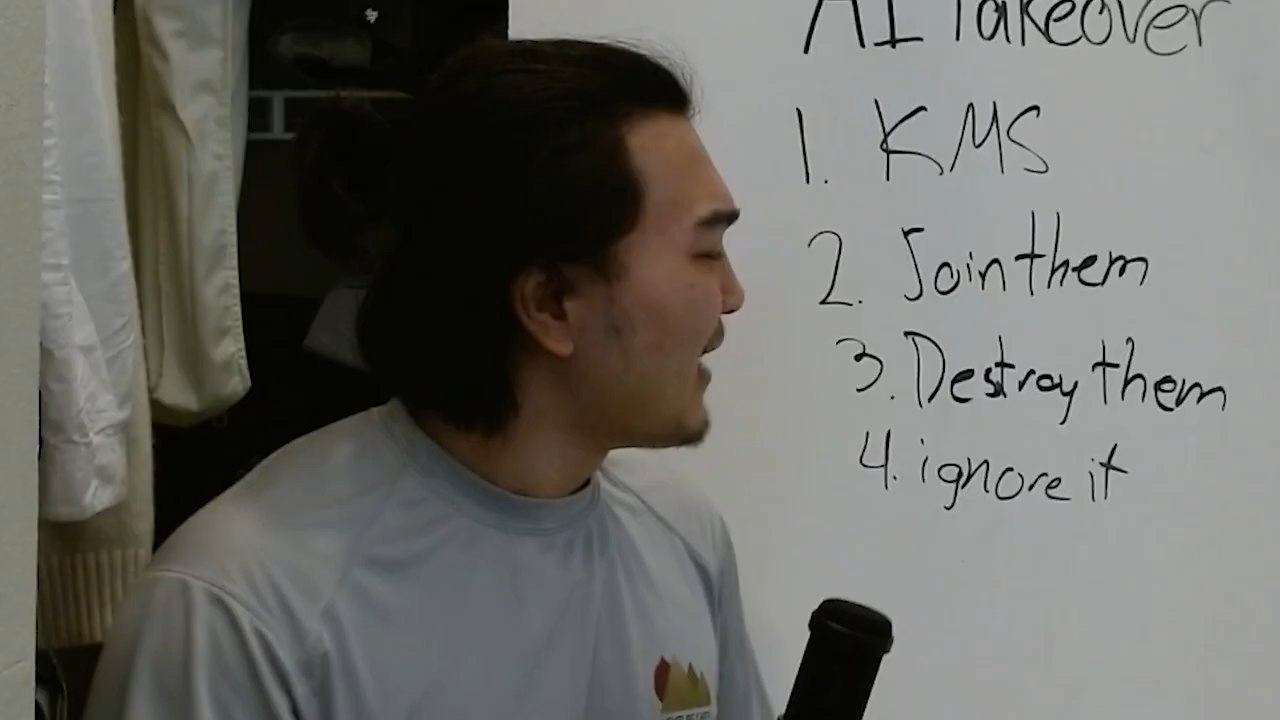 AI Takeover
1. KMS
2. Join them
3. Destroy them
4. ignore it